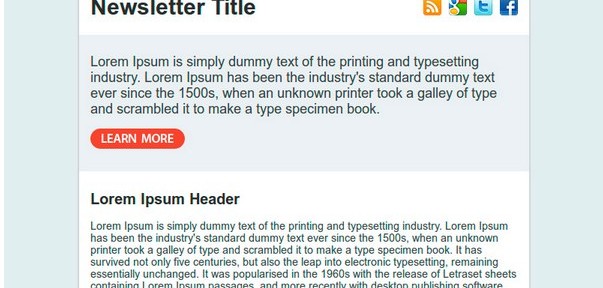 Newsletter Title
Lorem Ipsum is simply dummy text of the printing and typesetting
industry. Lorem Ipsum has been the industry's standard dummy text
ever since the 1500s, when an unknown printer took a galley of type
and scrambled it to make a type specimen book.
LEARN MORE
Lorem Ipsum Header
Lorem Ipsum is simply dummy text of the printing and typesetting industry. Lorem Ipsum
has been the industry's standard dummy text ever since the 1500s, when an unknown
printer took a galley of type and scrambled it to make a type specimen book. It has
survived not only five centuries, but also the leap into electronic typesetting, remaining
essentially unchanged. It was popularised in the 1960s with the release of Letraset sheets
containing Lorem Ipsum passages, and more recently with desktop publishing software